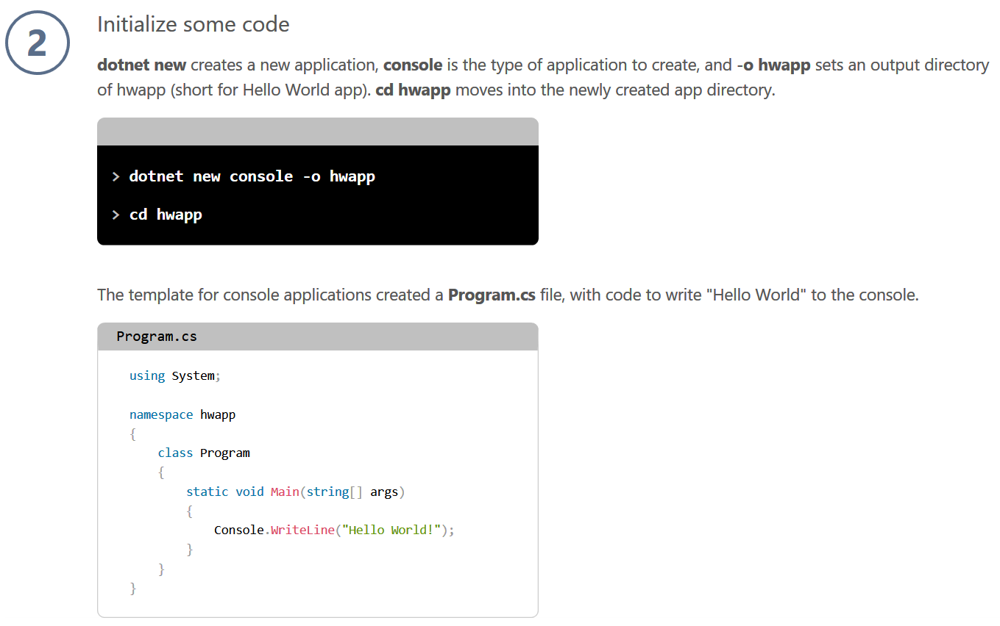 2
Initialize some code
dotnet new creates a new application, console is the type of application to create, and -o hwapp sets an output directory
of hwapp (short for Hello World app). cd hwapp moves into the newly created app directory.
> dotnet new console -o hwapp
> cd hwapp
The template for console applications created a Program.cs file, with code to write "Hello World" to the console.
Program.cs
using System;
namespace hwapp
{
    class Program
    {
        static void Main(string[] args)
        {
            Console.WriteLine("Hello World!");
        }
    }
}